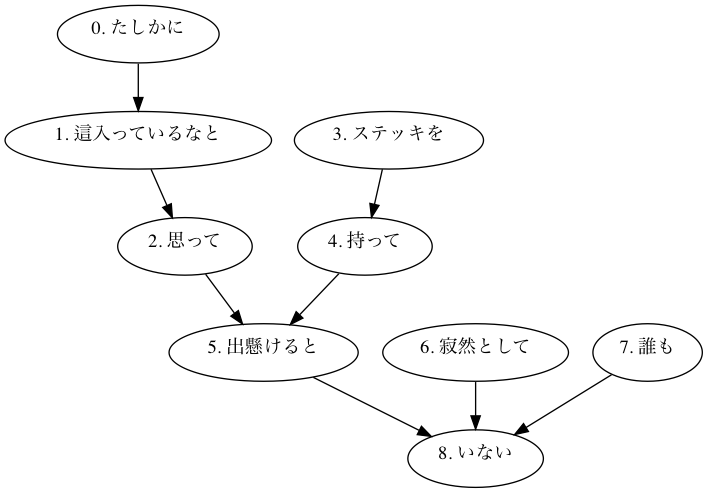 0. たしかに
1. 這入っているなと
3. ステッキを
2. 思って
4. 持って
5. 出懸けると
6. 寂然として
7. 誰も
8. いない